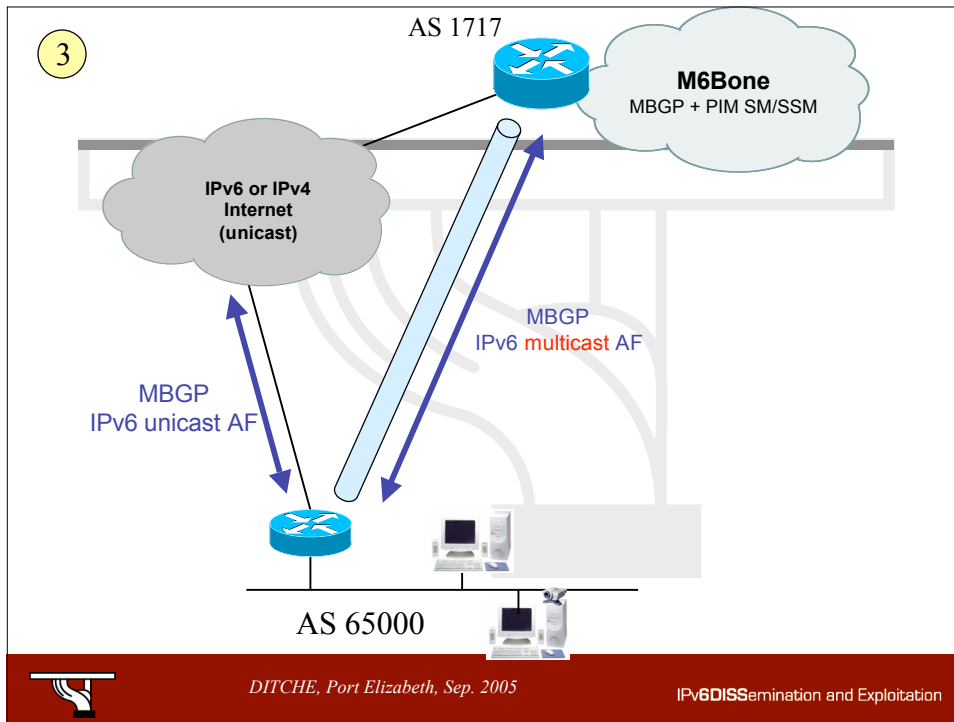 3
AS 1717
M6Bone
MBGP + PIM SM/SSM
IPv6 or IPv4
Internet
(unicast)
MBGP
IPv6 multicast AF
MBGP
IPv6 unicast AF
AS 65000
DITCHE, Port Elizabeth, Sep. 2005
IPv6DISSemination and Exploitation